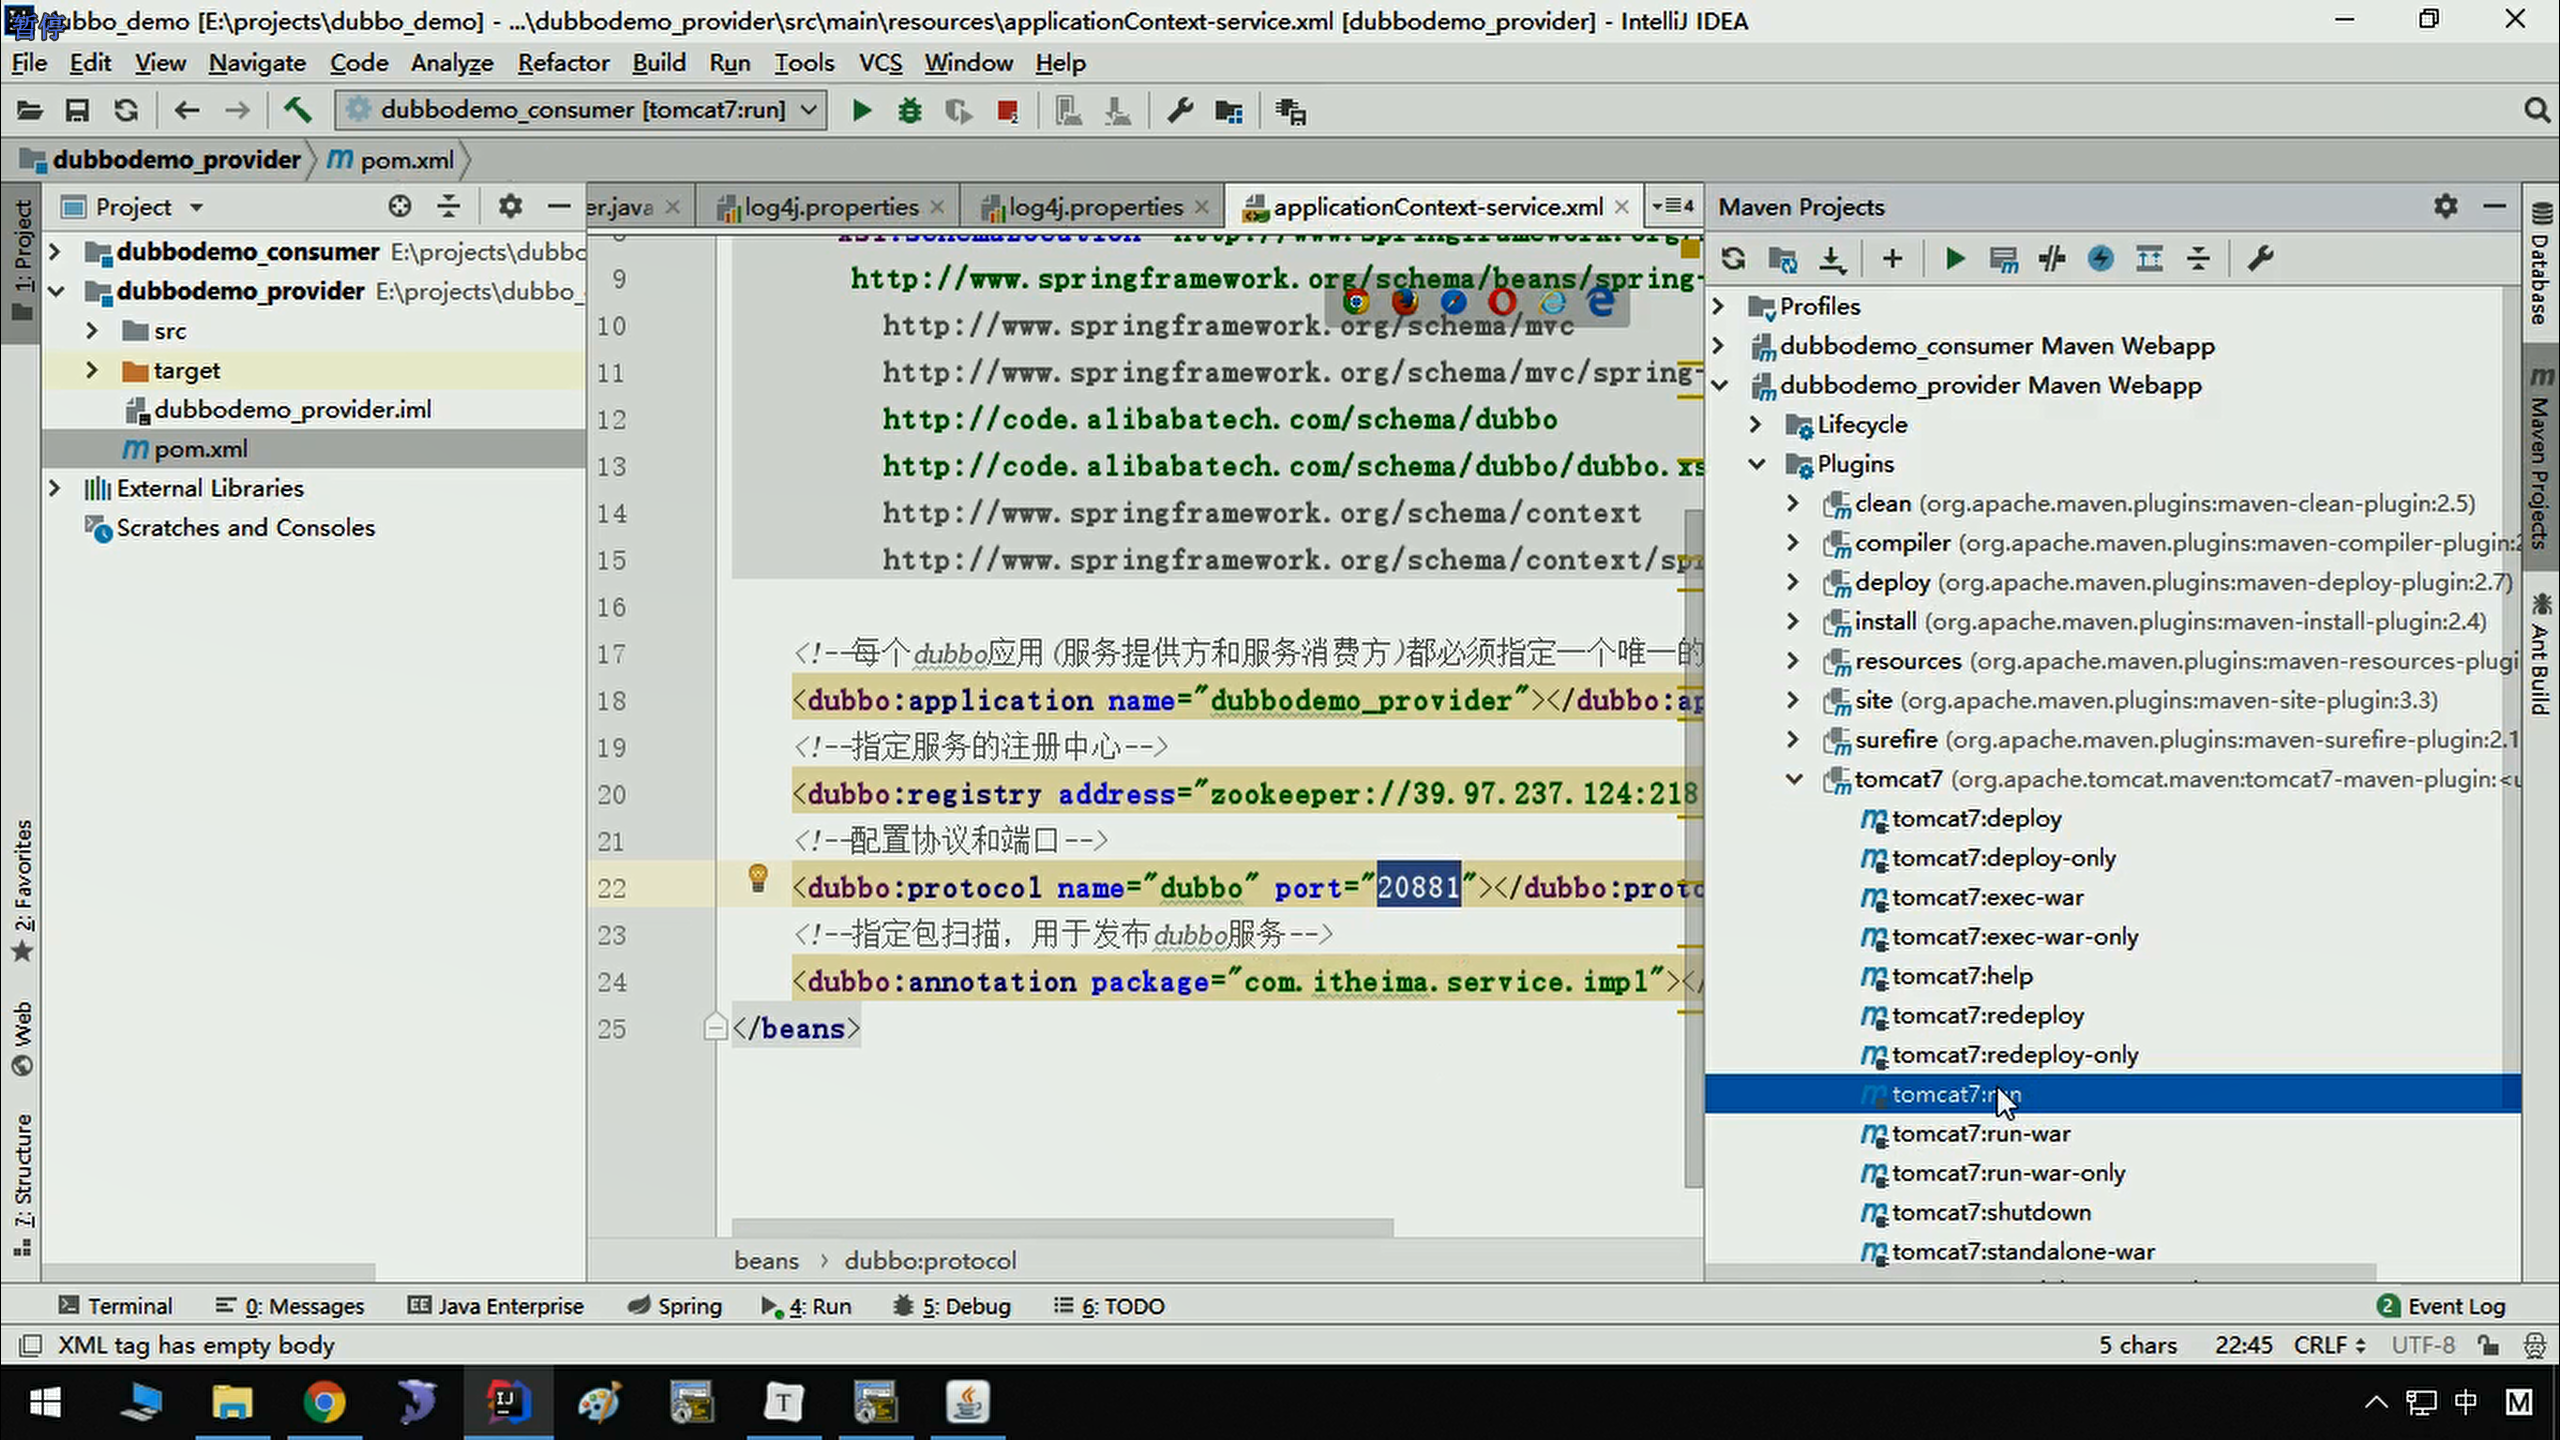 dubbo_demo [E:\projects\dubbo_demo] - ...\dubbodemo_provider\src\main\resources\applicationContext-service.xml [dubbodemo_provider] - IntelliJ IDEA
暂停
File Edit View Navigate Code Analyze Refactor Build Run Tools VCS Window Help
dubbodemo_consumer [tomcat7:run]
dubbodemo_provider pom.xml
1: Project
Project
dubbodemo_consumer E:\projects\dubbo
dubbodemo_provider E:\projects\dubbo_
src
target
dubbodemo_provider.iml
pom.xml
External Libraries
Scratches and Consoles
2: Favorites
Web
7: Structure
er.java log4j.properties log4j.properties applicationContext-service.xml 4
9 http://www.springframework.org/schema/beans/spring-
10 http://www.springframework.org/schema/mvc
11 http://www.springframework.org/schema/mvc/spring-
12 http://code.alibabatech.com/schema/dubbo
13 http://code.alibabatech.com/schema/dubbo/dubbo.xs
14 http://www.springframework.org/schema/context
15 http://www.springframework.org/schema/context/spr
16
17 <!--每个dubbo应用(服务提供方和服务消费方)都必须指定一个唯一的
18 <dubbo:application name="dubbodemo_provider"></dubbo:ap
19 <!--指定服务的注册中心-->
20 <dubbo:registry address="zookeeper://39.97.237.124:218
21 <!--配置协议和端口-->
22 <dubbo:protocol name="dubbo" port="20881"></dubbo:proto
23 <!--指定包扫描，用于发布dubbo服务-->
24 <dubbo:annotation package="com.itheima.service.impl"></
25 </beans>
beans › dubbo:protocol
Maven Projects
Profiles
dubbodemo_consumer Maven Webapp
dubbodemo_provider Maven Webapp
Lifecycle
Plugins
clean (org.apache.maven.plugins:maven-clean-plugin:2.5)
compiler (org.apache.maven.plugins:maven-compiler-plugin:2
deploy (org.apache.maven.plugins:maven-deploy-plugin:2.7)
install (org.apache.maven.plugins:maven-install-plugin:2.4)
resources (org.apache.maven.plugins:maven-resources-plugi
site (org.apache.maven.plugins:maven-site-plugin:3.3)
surefire (org.apache.maven.plugins:maven-surefire-plugin:2.1
tomcat7 (org.apache.tomcat.maven:tomcat7-maven-plugin:<u
tomcat7:deploy
tomcat7:deploy-only
tomcat7:exec-war
tomcat7:exec-war-only
tomcat7:help
tomcat7:redeploy
tomcat7:redeploy-only
tomcat7:run
tomcat7:run-war
tomcat7:run-war-only
tomcat7:shutdown
tomcat7:standalone-war
Database
Maven Projects
Ant Build
Terminal 0: Messages Java Enterprise Spring 4: Run 5: Debug 6: TODO 2 Event Log
XML tag has empty body 5 chars 22:45 CRLF UTF-8
中 M